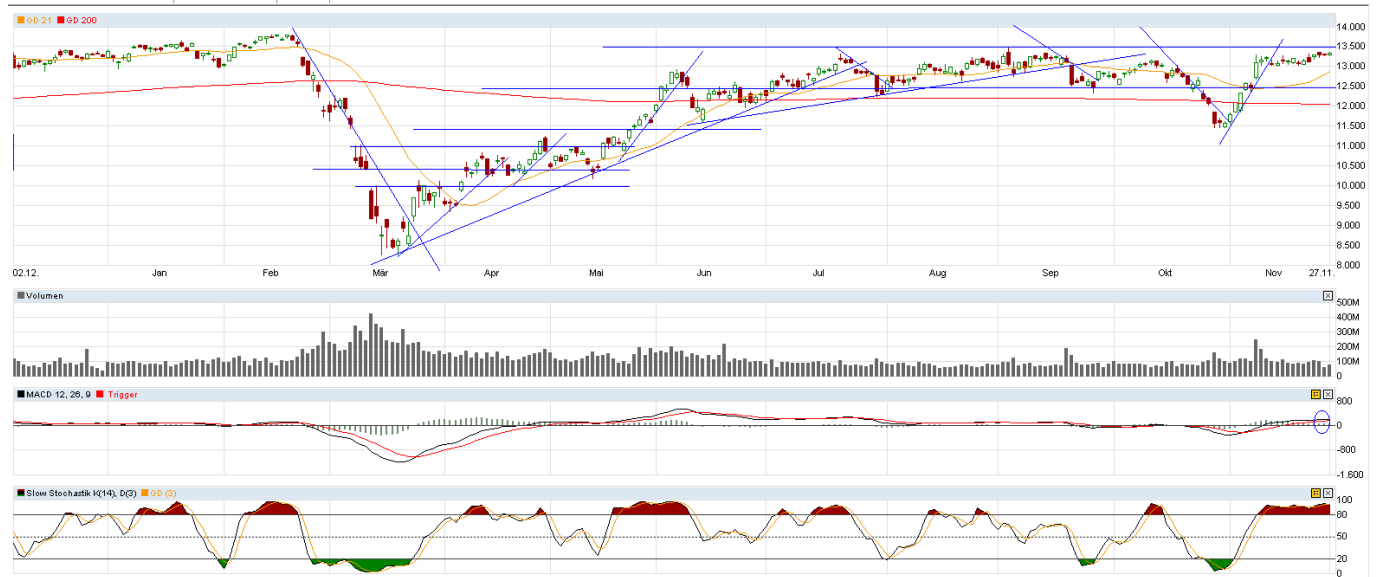 GD 21 GD 200
14.000
13.500
13.000
12.500
12.000
11.500
11.000
10.500
10.000
9.500
9.000
8.500
8.000
02.12. Jan Feb Mär Apr Mai Jun Jul Aug Sep Okt Nov 27.11.
Volumen
500M
400M
300M
200M
100M
0
MACD 12, 26, 9 Trigger
800
0
-800
-1.600
Slow Stochastik K(14), D(3) GD (3)
100
80
50
20
0